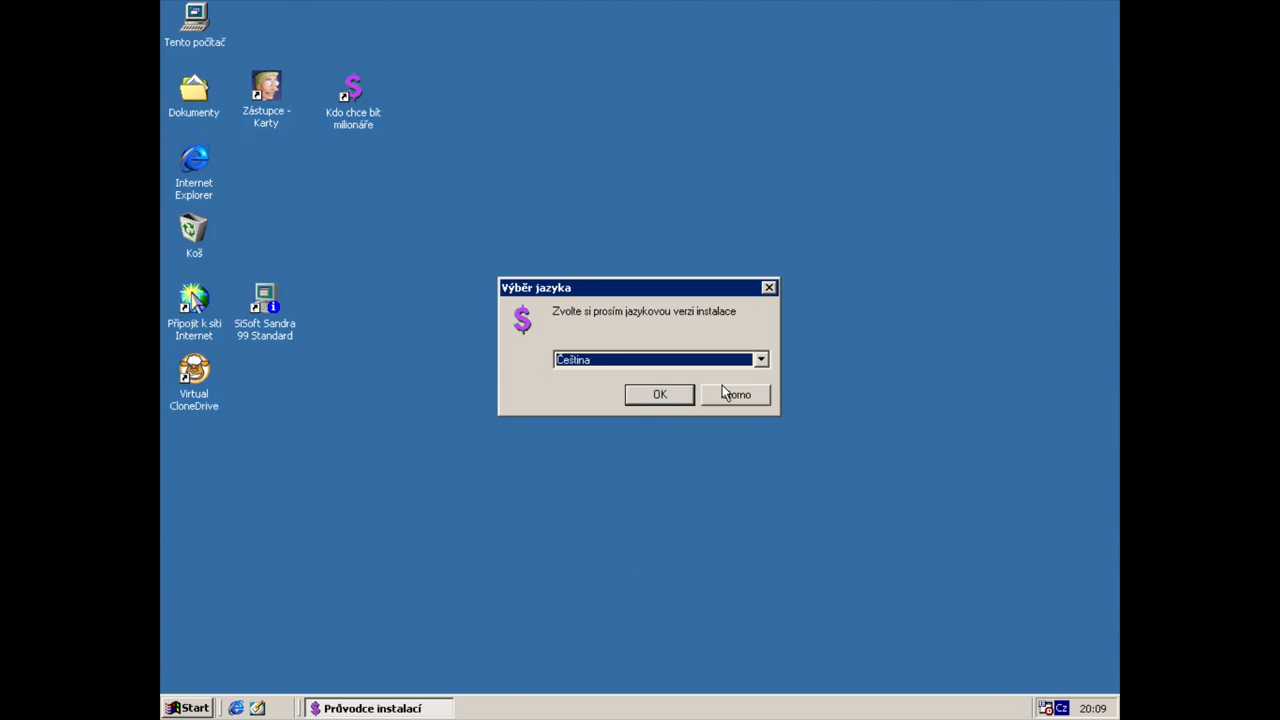 Tento počítač
Dokumenty
Zástupce -
Karty
Kdo chce bít
milionáře
Internet
Explorer
Koš
Připojit k síti
Internet
SiSoft Sandra
99 Standard
Virtual
CloneDrive
Výběr jazyka
Zvolte si prosím jazykovou verzi instalace
Čeština
OK
Start
Průvodce instalací
Cz
20:09